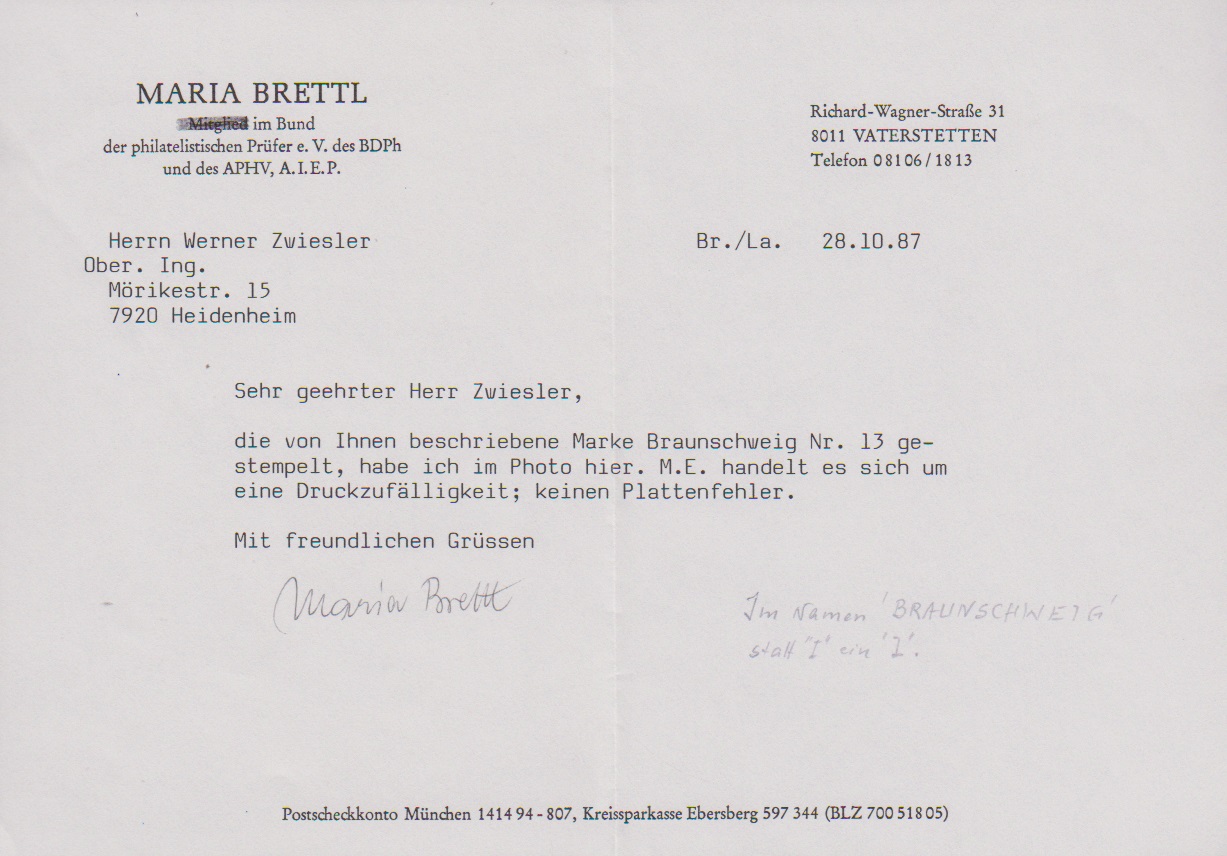 MARIA BRETTL
Mitglied im Bund
der philatelistischen Prüfer e. V. des BDPh
und des APHV, A.I.E.P.
Richard-Wagner-Straße 31
8011 VATERSTETTEN
Telefon 08106/1813
Herrn Werner Zwiesler
Ober. Ing.
Mörikestr. 15
7920 Heidenheim
Br./La. 28.10.87
Sehr geehrter Herr Zwiesler,
die von Ihnen beschriebene Marke Braunschweig Nr. 13 ge-
stempelt, habe ich im Photo hier. M.E. handelt es sich um
eine Druckzufälligkeit; keinen Plattenfehler.
Mit freundlichen Grüssen
Maria Brettl
Im Namen 'BRAUNSCHWEIG'
statt "I" ein 'Z'.
Postscheckkonto München 1414 94 - 807, Kreissparkasse Ebersberg 597 344 (BLZ 700 518 05)